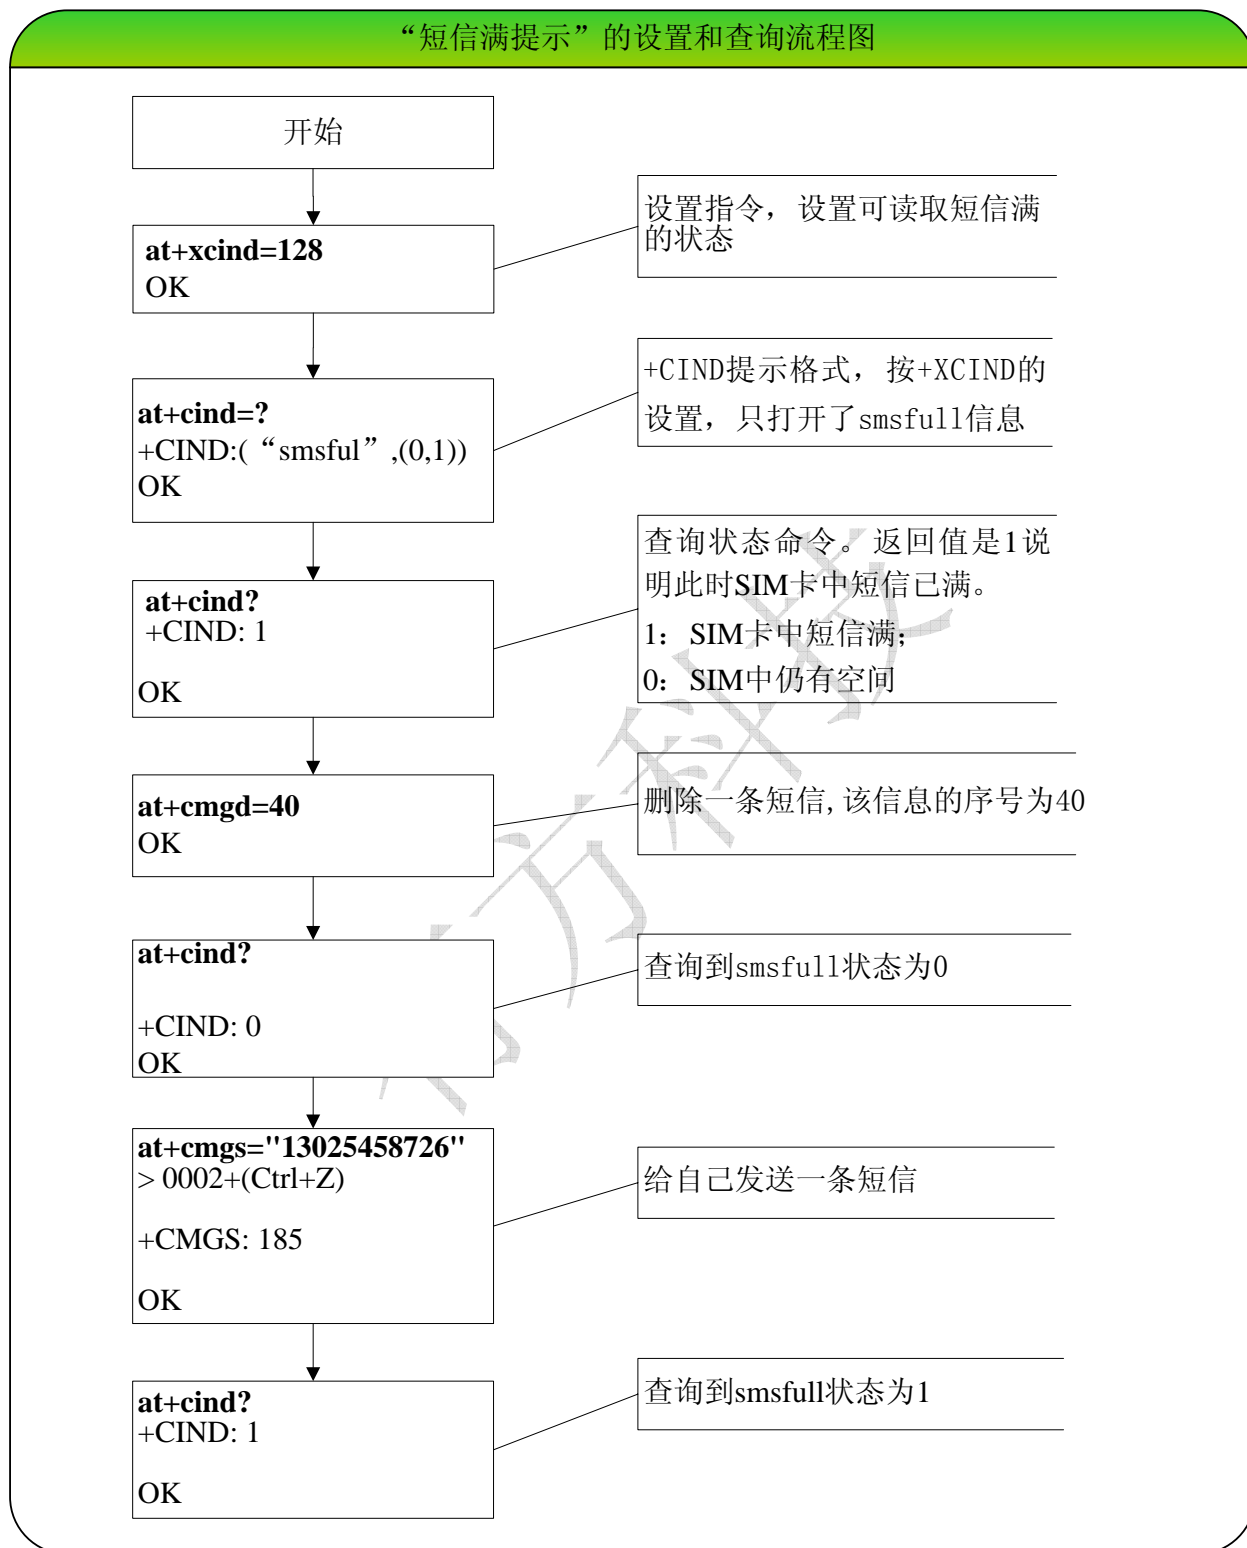 “短信满提示”的设置和查询流程图
开始
at+xcind=128
OK
设置指令，设置可读取短信满
的状态
at+cind=?
+CIND:( “smsful” ,(0,1))
OK
+CIND提示格式，按+XCIND的
设置，只打开了smsfull信息
at+cind?
+CIND: 1
OK
查询状态命令。返回值是1说
明此时SIM卡中短信已满。
1：SIM卡中短信满；
0：SIM中仍有空间
at+cmgd=40
OK
删除一条短信,该信息的序号为40
at+cind?
+CIND: 0
OK
查询到smsfull状态为0
at+cmgs="13025458726"
> 0002+(Ctrl+Z)
+CMGS: 185
OK
给自己发送一条短信
at+cind?
+CIND: 1
OK
查询到smsfull状态为1
方科技